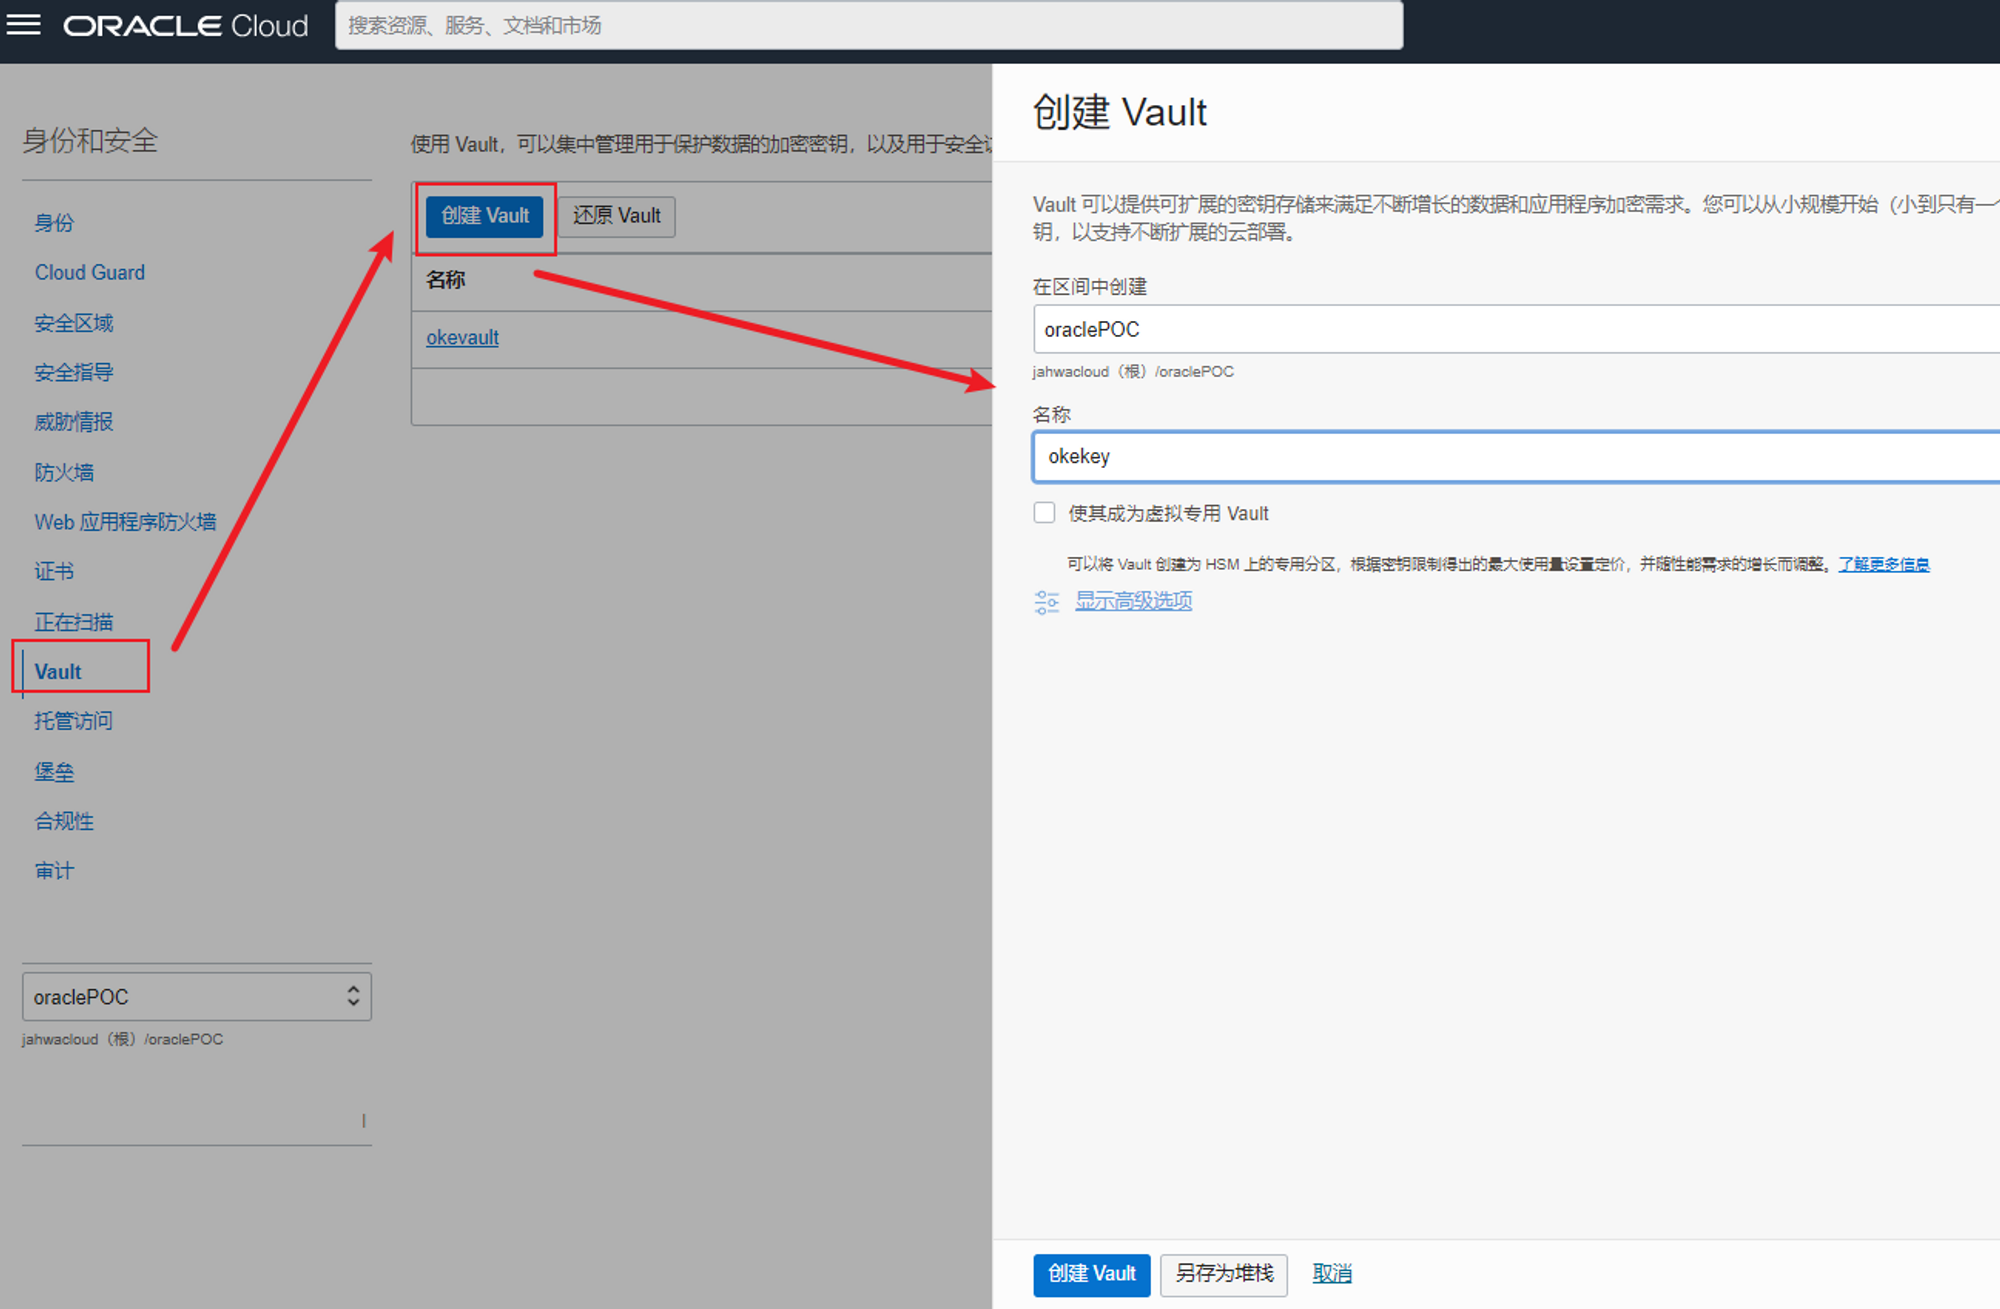 ORACLE Cloud
搜索资源、服务、文档和市场
身份和安全
身份
Cloud Guard
安全区域
安全指导
威胁情报
防火墙
Web 应用程序防火墙
证书
正在扫描
Vault
托管访问
堡垒
合规性
审计
oraclePOC
jahwacloud（根）/oraclePOC
使用 Vault，可以集中管理用于保护数据的加密密钥，以及用于安全
创建 Vault
还原 Vault
名称
okevault
创建 Vault
Vault 可以提供可扩展的密钥存储来满足不断增长的数据和应用程序加密需求。您可以从小规模开始（小到只有一
钥，以支持不断扩展的云部署。
在区间中创建
oraclePOC
jahwacloud（根）/oraclePOC
名称
okekey
使其成为虚拟专用 Vault
可以将 Vault 创建为 HSM 上的专用分区，根据密钥限制得出的最大使用量设置定价，并随性能需求的增长而调整。了解更多信息
显示高级选项
创建 Vault
另存为堆栈
取消